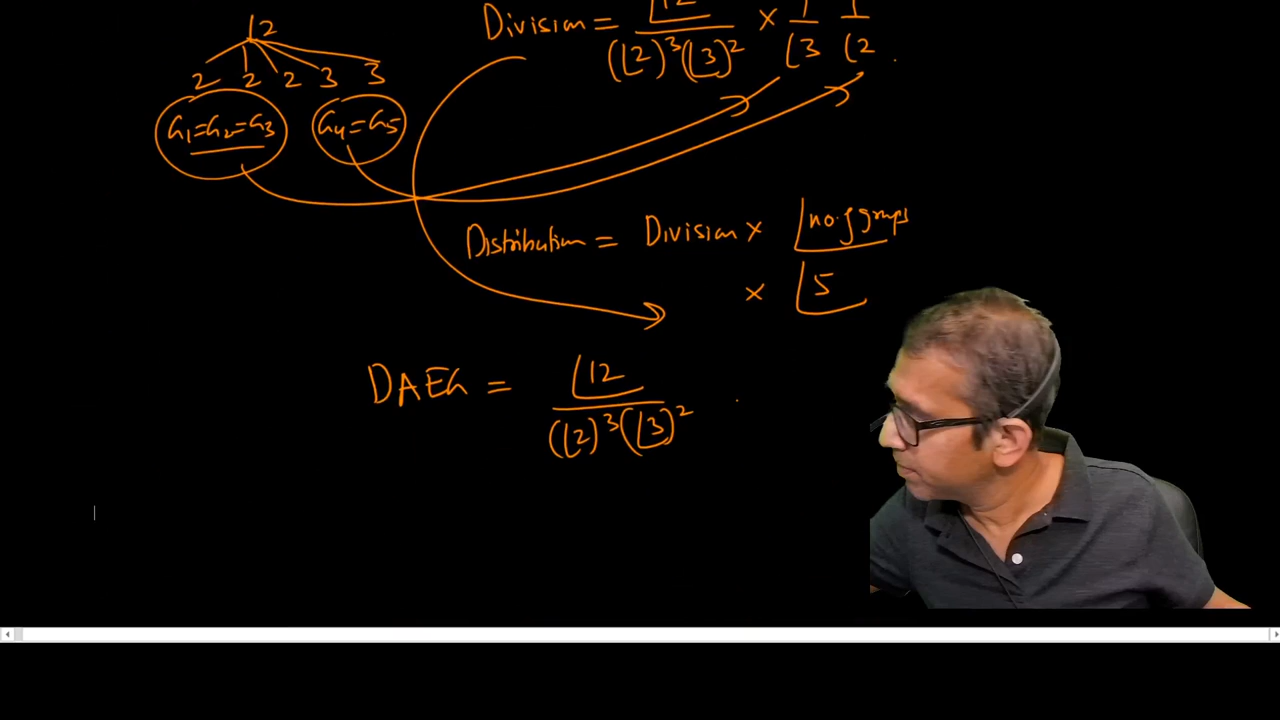 12
Division = ⌊12 / ((⌊2)³(⌊3)²) × 1/⌊3 1/⌊2
2 2 2 3 3
G1=G2=G3 G4=G5
Distribution = Division × ⌊no. of groups
× ⌊5
DAEG = ⌊12 / ((⌊2)³(⌊3)²)